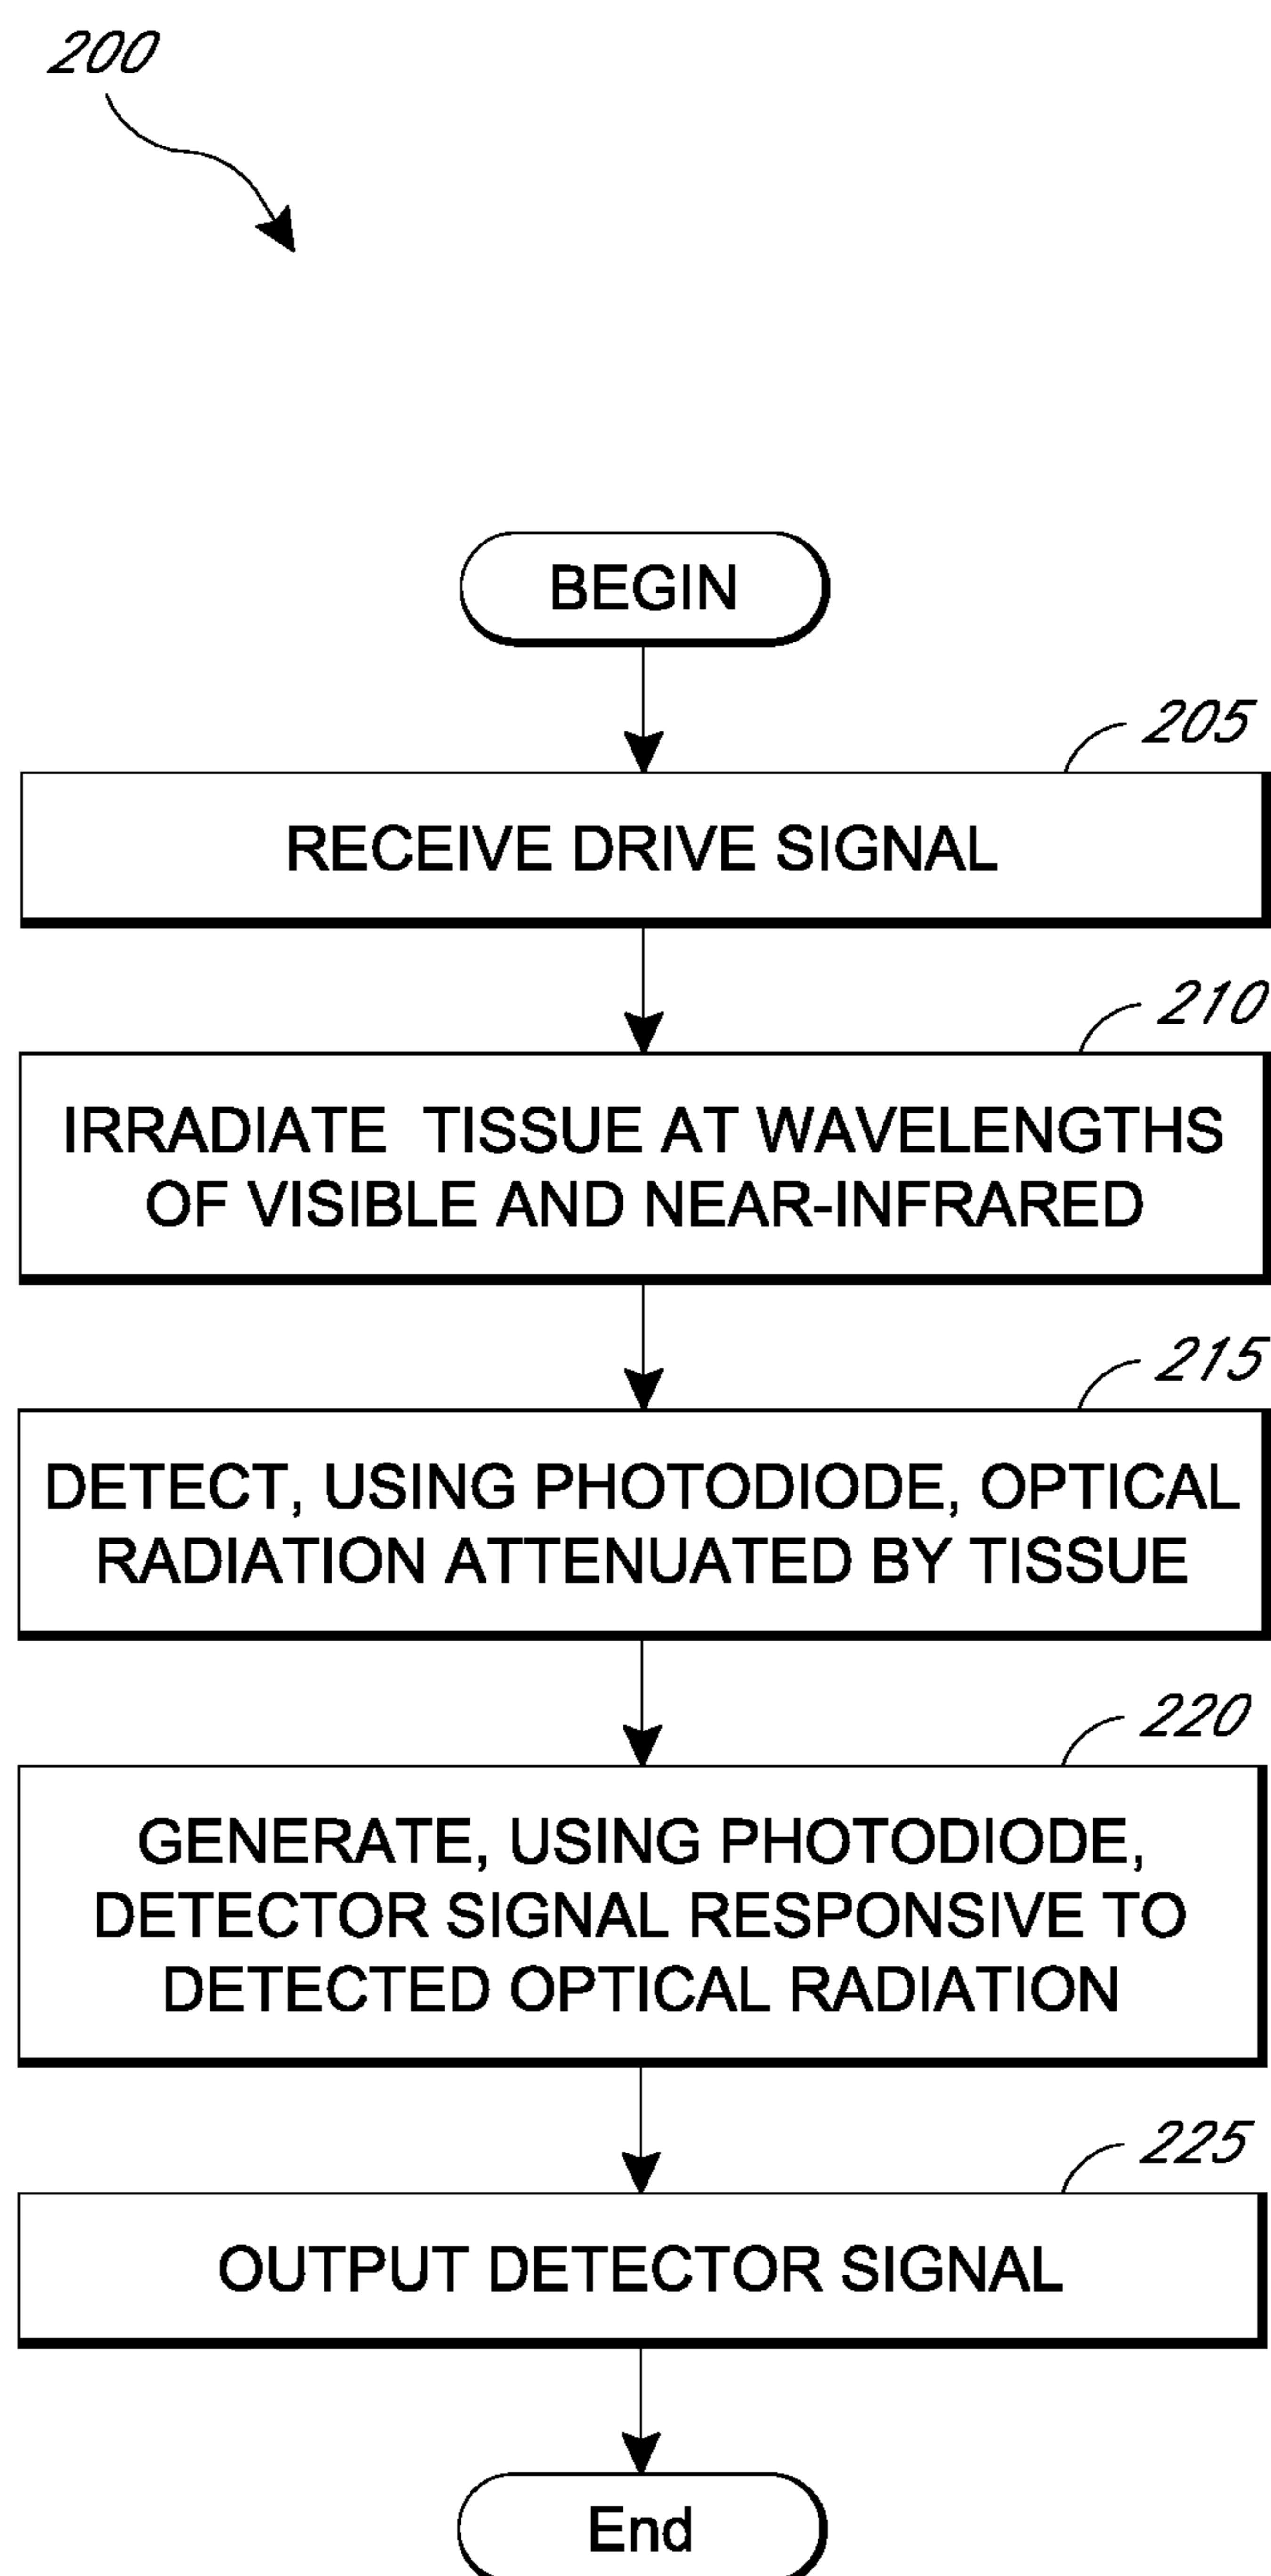 200
BEGIN
205
RECEIVE DRIVE SIGNAL
210
IRRADIATE TISSUE AT WAVELENGTHS
OF VISIBLE AND NEAR-INFRARED
215
DETECT, USING PHOTODIODE, OPTICAL
RADIATION ATTENUATED BY TISSUE
220
GENERATE, USING PHOTODIODE,
DETECTOR SIGNAL RESPONSIVE TO
DETECTED OPTICAL RADIATION
225
OUTPUT DETECTOR SIGNAL
End